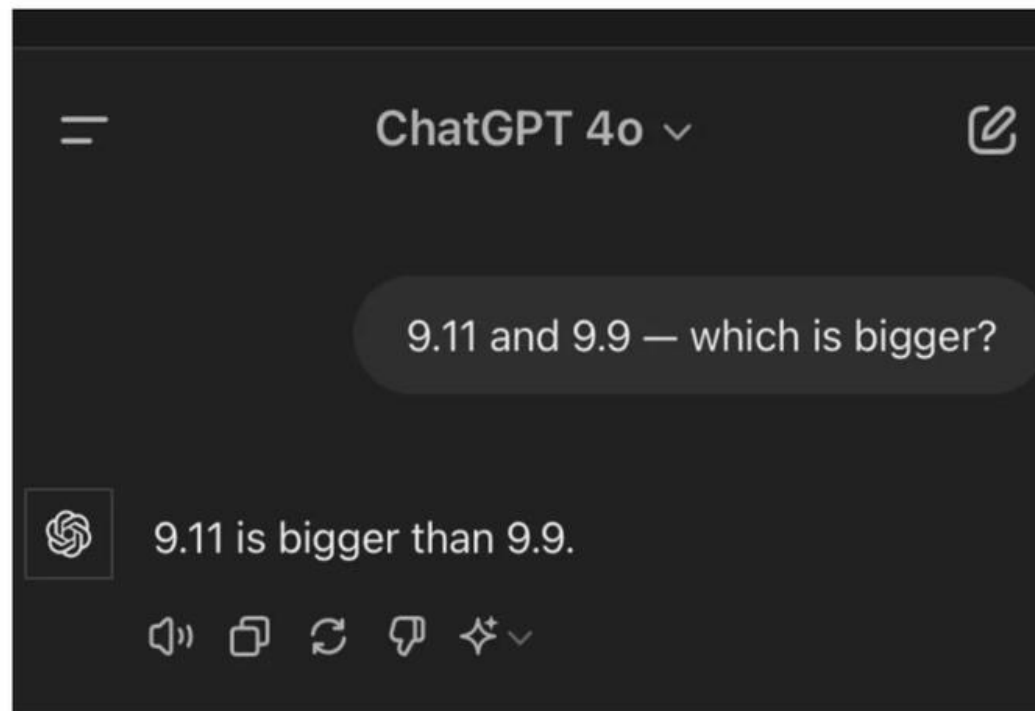 ChatGPT 4o
9.11 and 9.9 — which is bigger?
9.11 is bigger than 9.9.